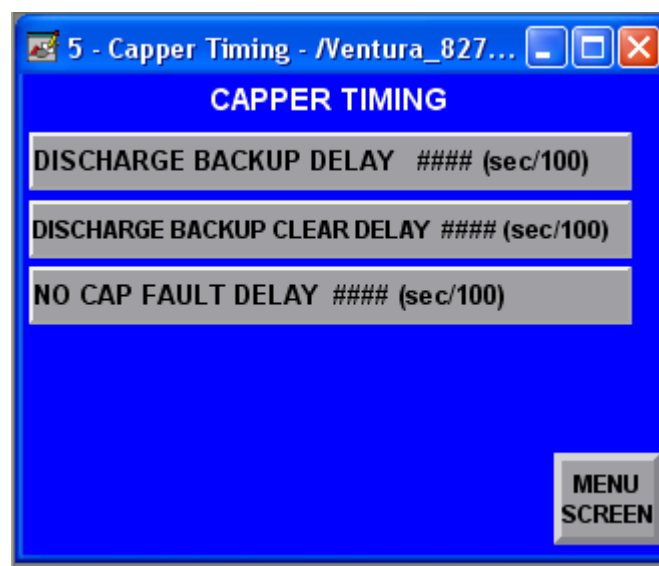 5 - Capper Timing - /Ventura_827...
CAPPER TIMING
DISCHARGE BACKUP DELAY #### (sec/100)
DISCHARGE BACKUP CLEAR DELAY #### (sec/100)
NO CAP FAULT DELAY #### (sec/100)
MENU
SCREEN